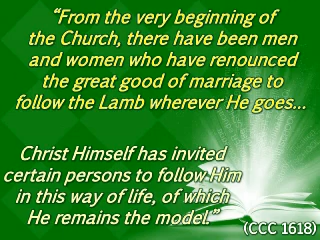 “From the very beginning of
the Church, there have been men
and women who have renounced
the great good of marriage to
follow the Lamb wherever He goes...
Christ Himself has invited
certain persons to follow Him
in this way of life, of which
He remains the model.”
(CCC 1618)